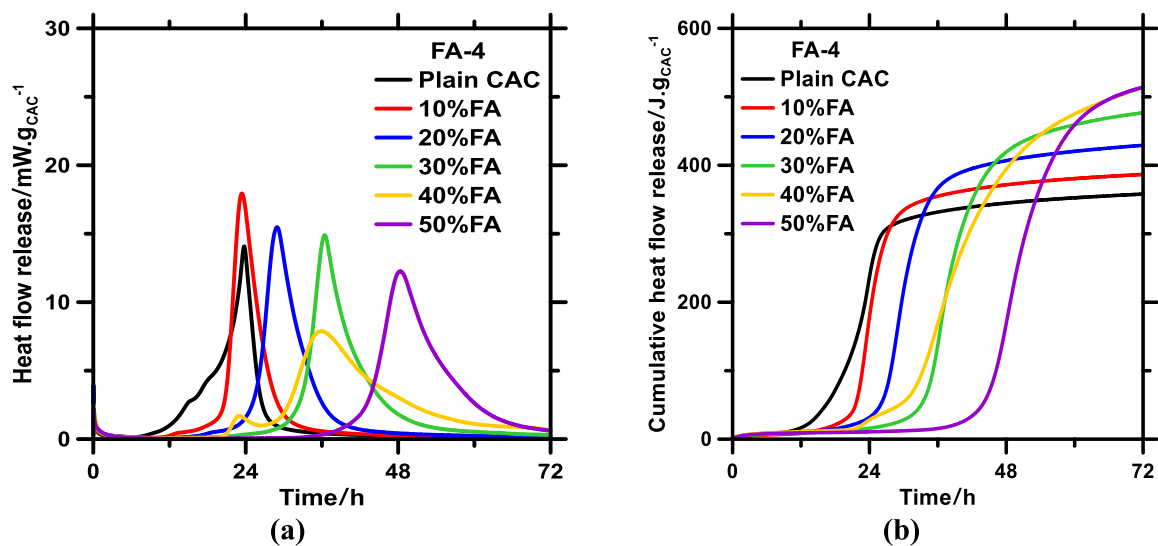 30
20
10
0
0
24
48
72
Heat flow release/mW.gCAC-1
Time/h
FA-4
Plain CAC
10%FA
20%FA
30%FA
40%FA
50%FA
(a)
600
400
200
0
0
24
48
72
Cumulative heat flow release/J.gCAC-1
Time/h
FA-4
Plain CAC
10%FA
20%FA
30%FA
40%FA
50%FA
(b)